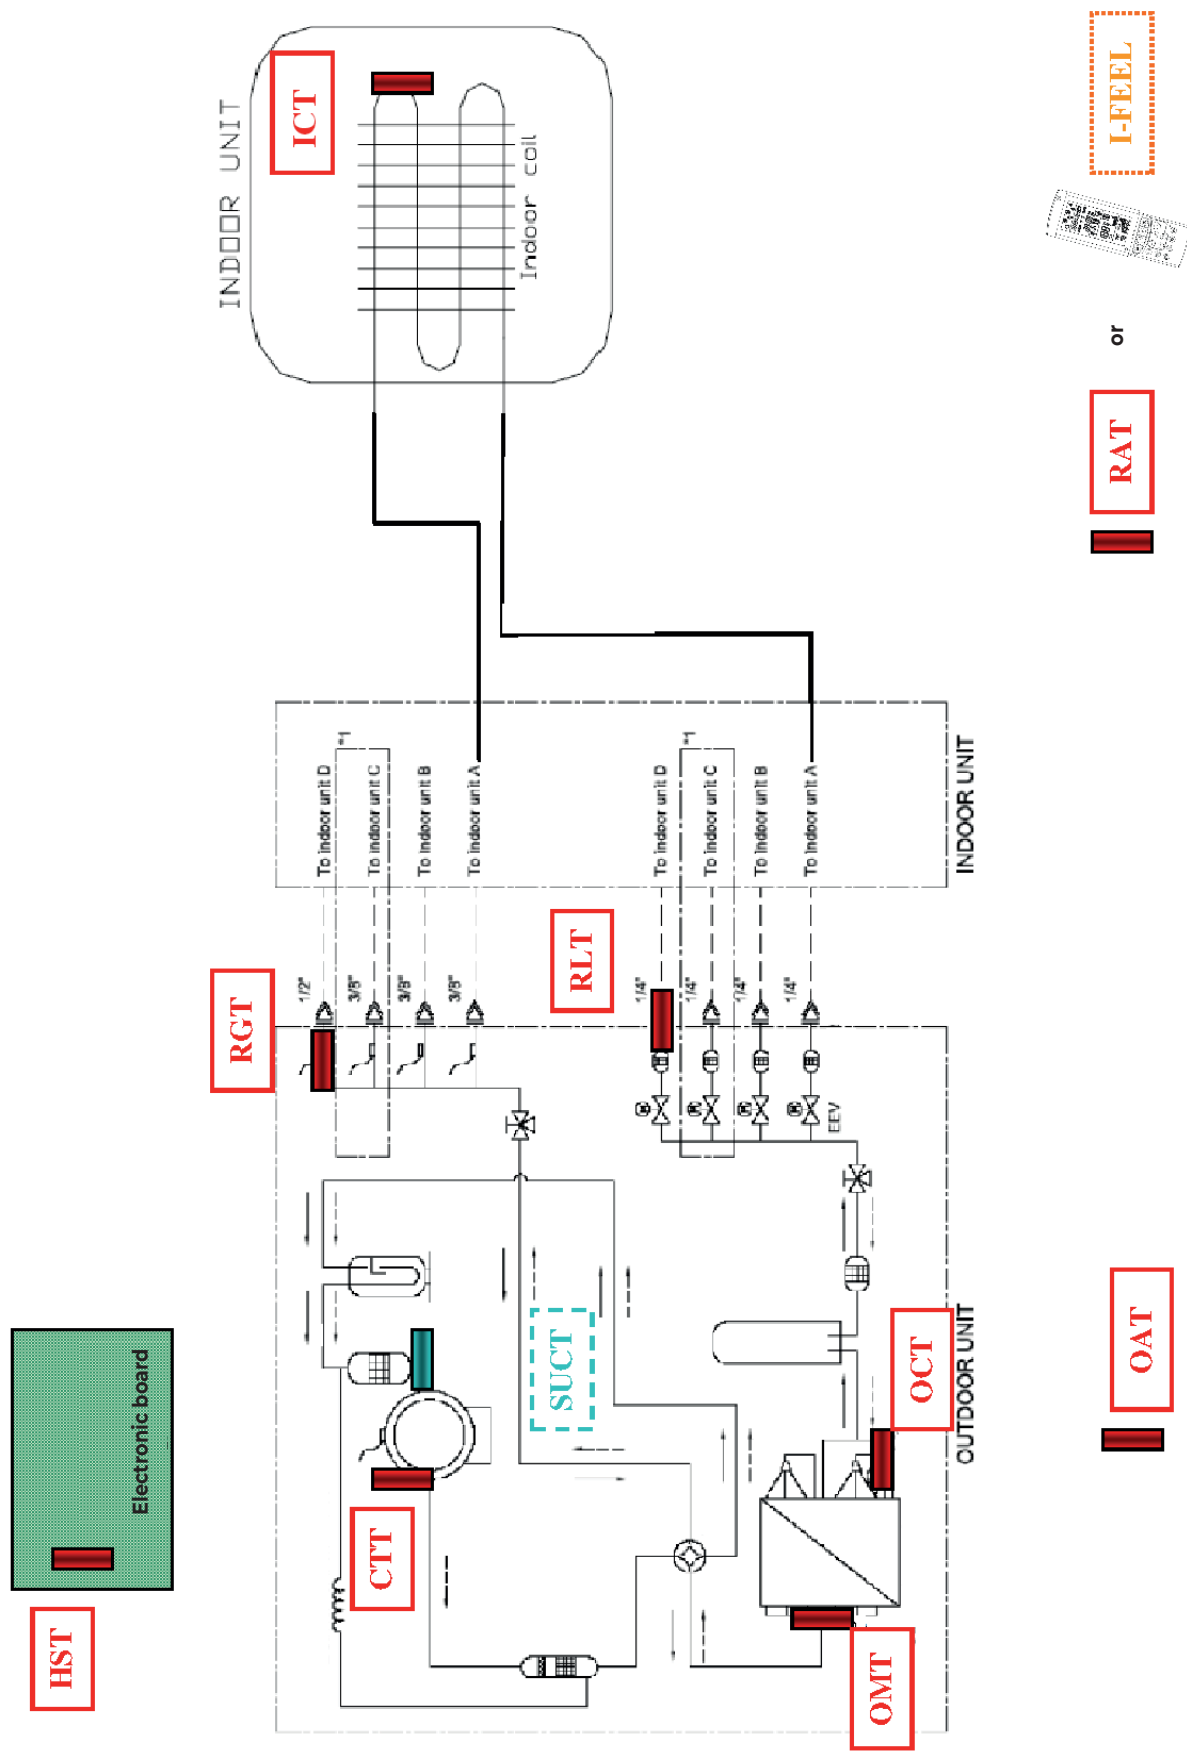 HST
Electronic board
CTT
SUCT
OMT
OCT
OUTDOOR UNIT
OAT
RGT
1/2"
3/8"
3/8"
3/8"
RLT
1/4"
1/4"
1/4"
1/4"
EEV
To indoor unit D
To indoor unit C
To indoor unit B
To indoor unit A
*1
To indoor unit D
To indoor unit C
To indoor unit B
To indoor unit A
*1
INDOOR UNIT
INDOOR UNIT
ICT
Indoor coil
RAT
or
I-FEEL